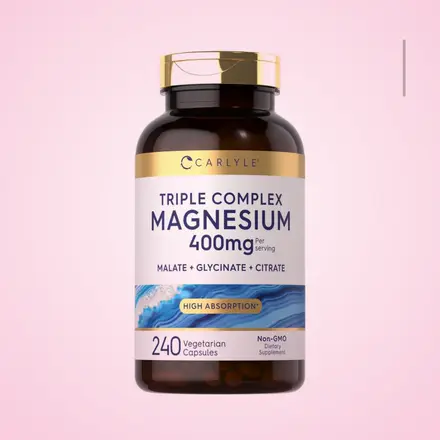 CARLYLE
TRIPLE COMPLEX
MAGNESIUM
400mg Per serving
MALATE + GLYCINATE + CITRATE
HIGH ABSORPTION*
240 Vegetarian Capsules
Non-GMO
Dietary
Supplement